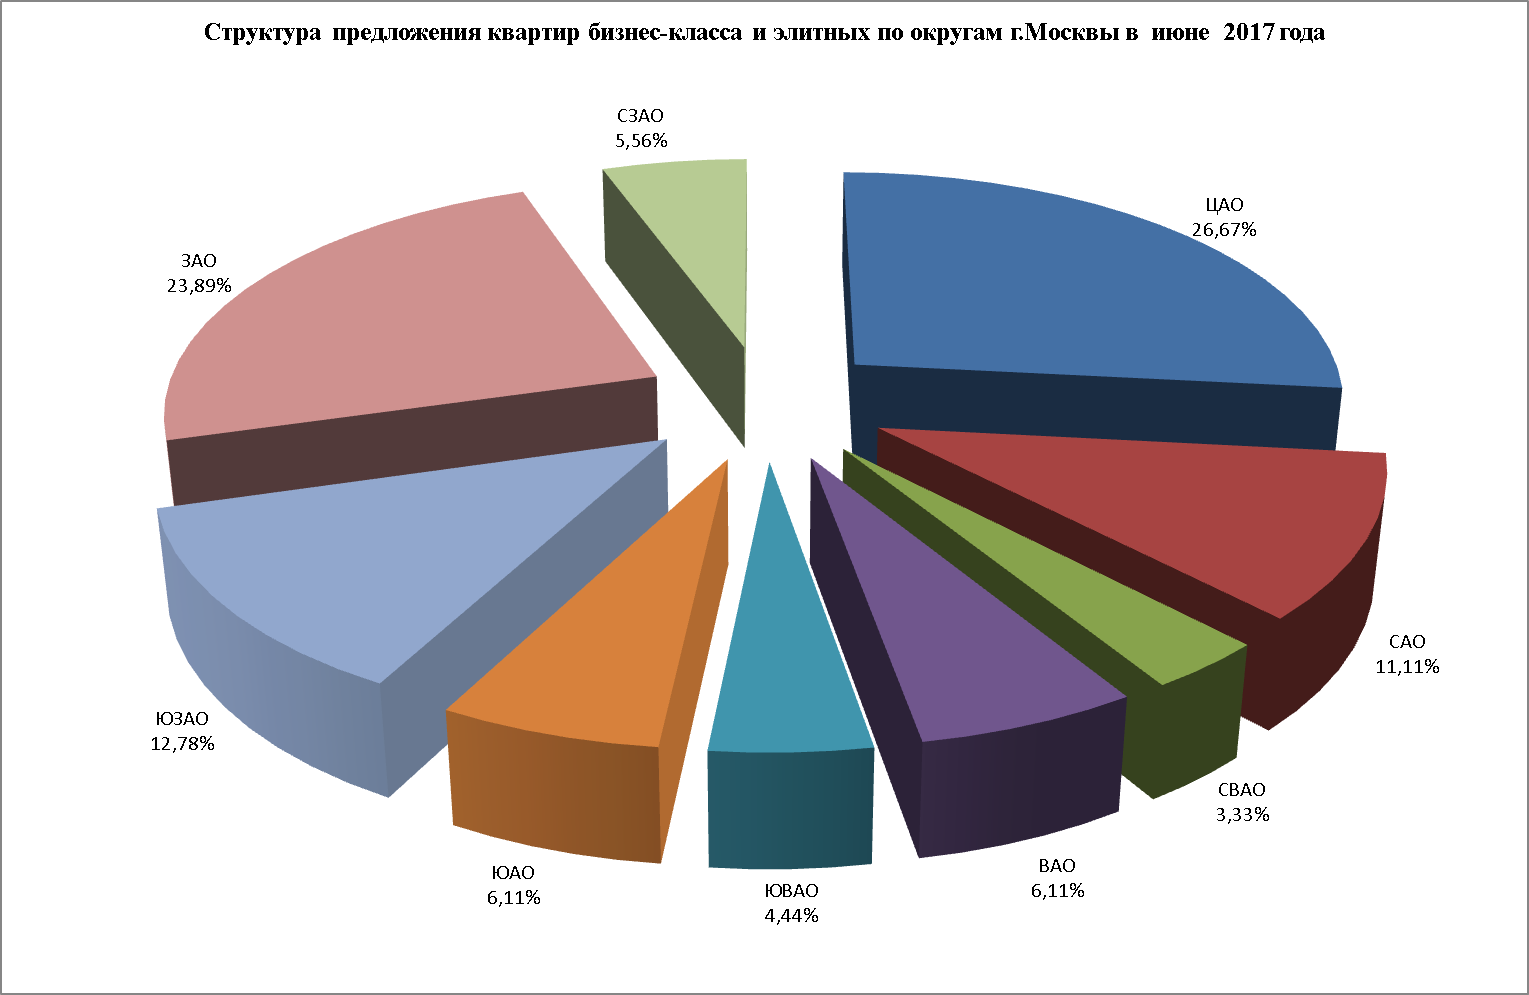 Структура предложения квартир бизнес-класса и элитных по округам г.Москвы в июне 2017 года
СЗАО
5,56%
ЦАО
26,67%
ЗАО
23,89%
САО
11,11%
ЮЗАО
12,78%
СВАО
3,33%
ВАО
6,11%
ЮАО
6,11%
ЮВАО
4,44%